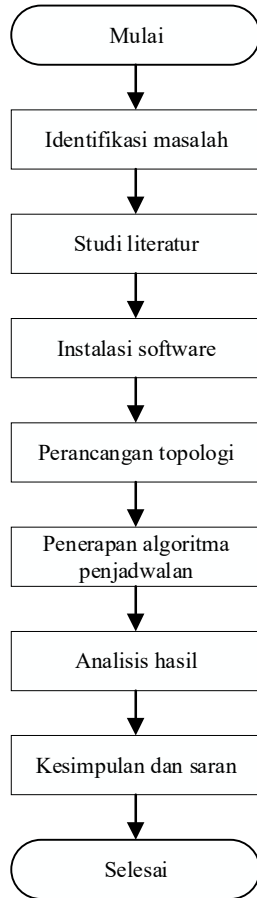 Mulai
Identifikasi masalah
Studi literatur
Instalasi software
Perancangan topologi
Penerapan algoritma
penjadwalan
Analisis hasil
Kesimpulan dan saran
Selesai